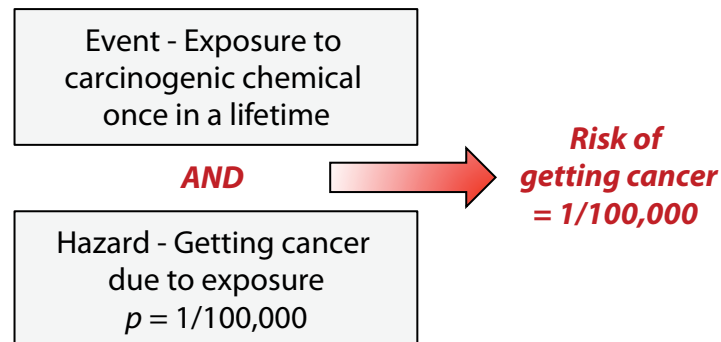 Event - Exposure to
carcinogenic chemical
once in a lifetime
AND
Hazard - Getting cancer
due to exposure
p = 1/100,000
Risk of
getting cancer
= 1/100,000